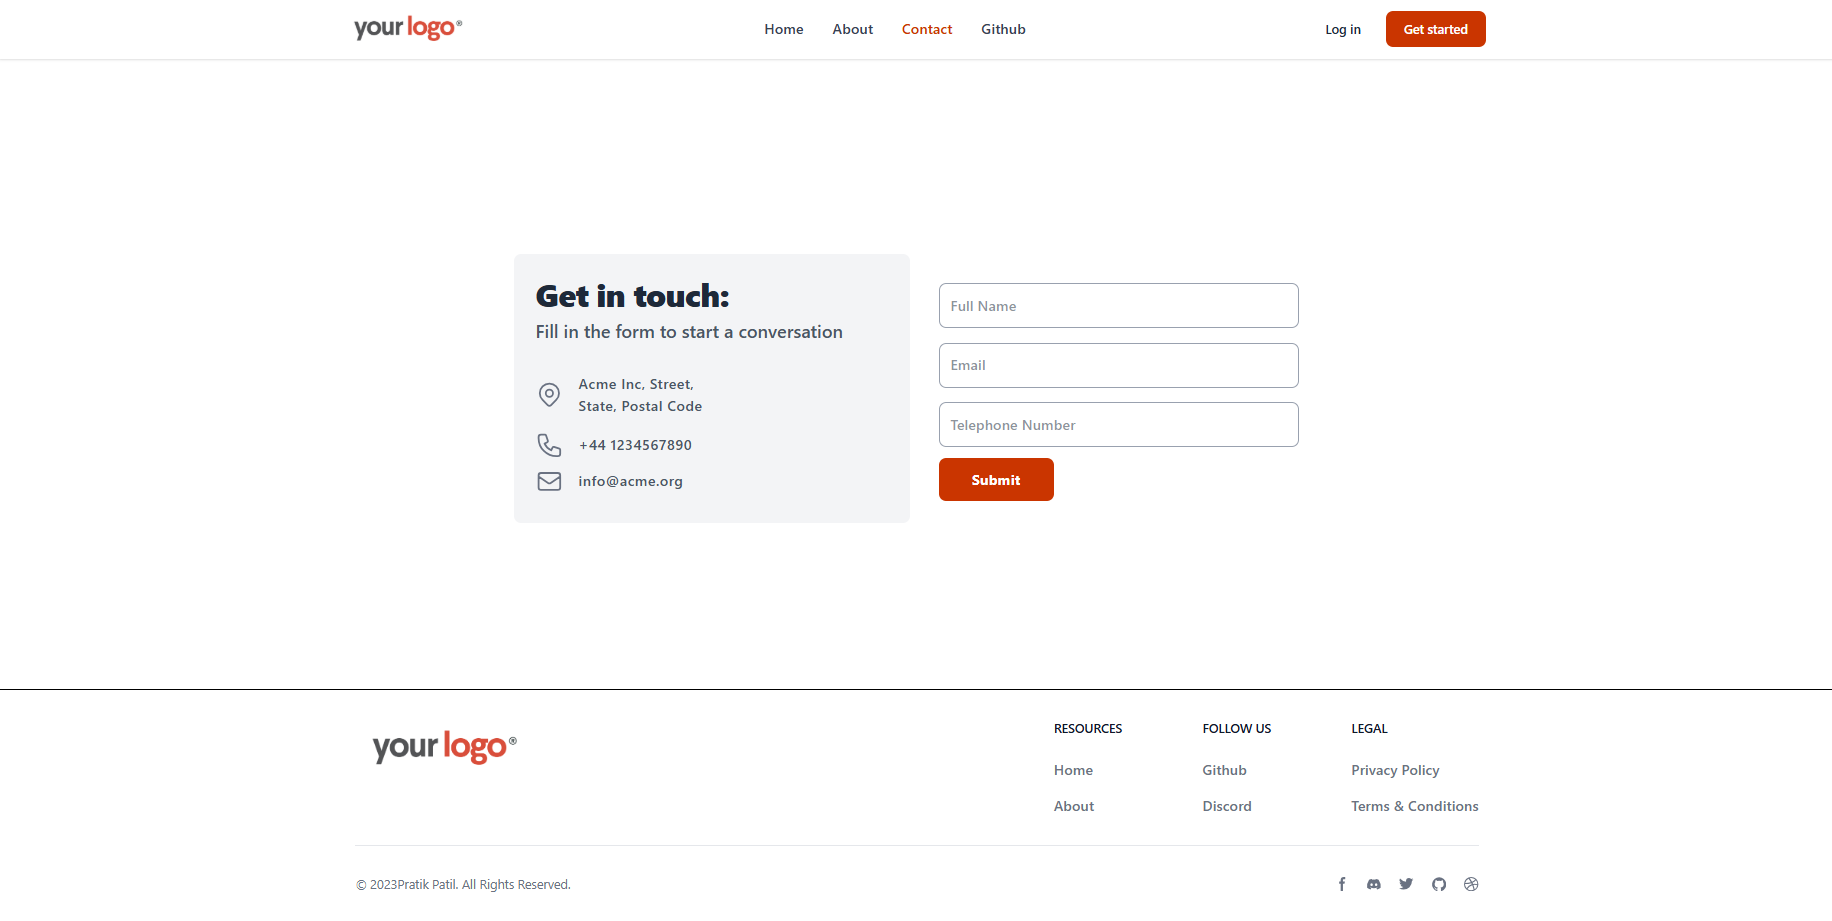 your logo®
Home About Contact Github
Log in Get started
Get in touch:
Fill in the form to start a conversation
Acme Inc, Street,
State, Postal Code
+44 1234567890
info@acme.org
Full Name
Email
Telephone Number
Submit
your logo®
RESOURCES
Home
About
FOLLOW US
Github
Discord
LEGAL
Privacy Policy
Terms & Conditions
© 2023Pratik Patil. All Rights Reserved.